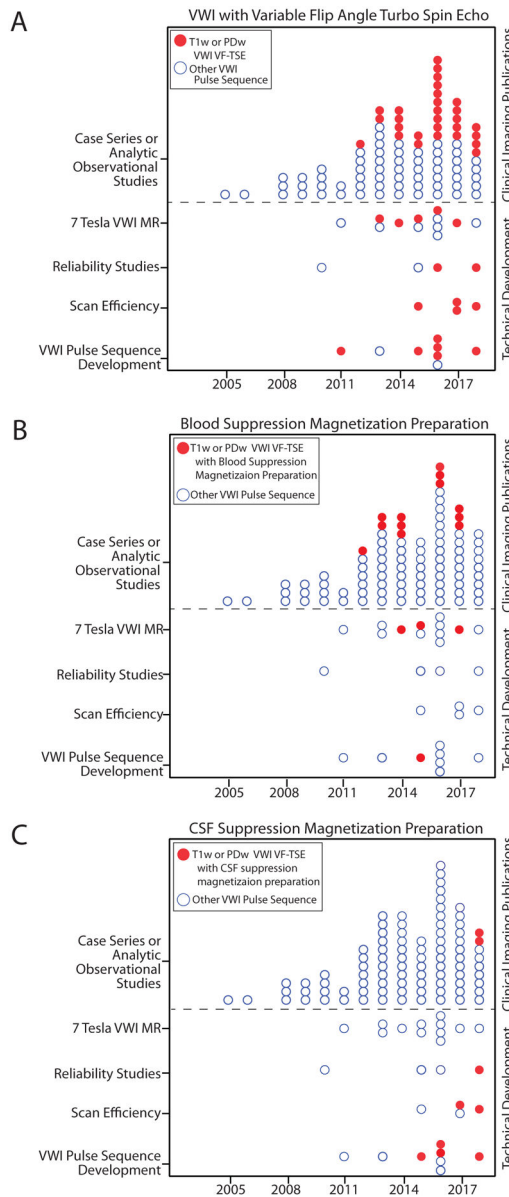 A
VWI with Variable Flip Angle Turbo Spin Echo
T1w or PDw
VWI VF-TSE
Other VWI
Pulse Sequence
Case Series or
Analytic
Observational
Studies
7 Tesla VWI MR
Reliability Studies
Scan Efficiency
VWI Pulse Sequence
Development
Clinical Imaging Publications
Technical Development
2005 2008 2011 2014 2017
B
Blood Suppression Magnetization Preparation
T1w or PDw VWI VF-TSE
with Blood Suppression
Magnetizaion Preparation
Other VWI Pulse Sequence
Case Series or
Analytic
Observational
Studies
7 Tesla VWI MR
Reliability Studies
Scan Efficiency
VWI Pulse Sequence
Development
Clinical Imaging Publications
Technical Development
2005 2008 2011 2014 2017
C
CSF Suppression Magnetization Preparation
T1w or PDw VWI VF-TSE
with CSF suppression
magnetizaion preparation
Other VWI Pulse Sequence
Case Series or
Analytic
Observational
Studies
7 Tesla VWI MR
Reliability Studies
Scan Efficiency
VWI Pulse Sequence
Development
Clinical Imaging Publications
Technical Development
2005 2008 2011 2014 2017